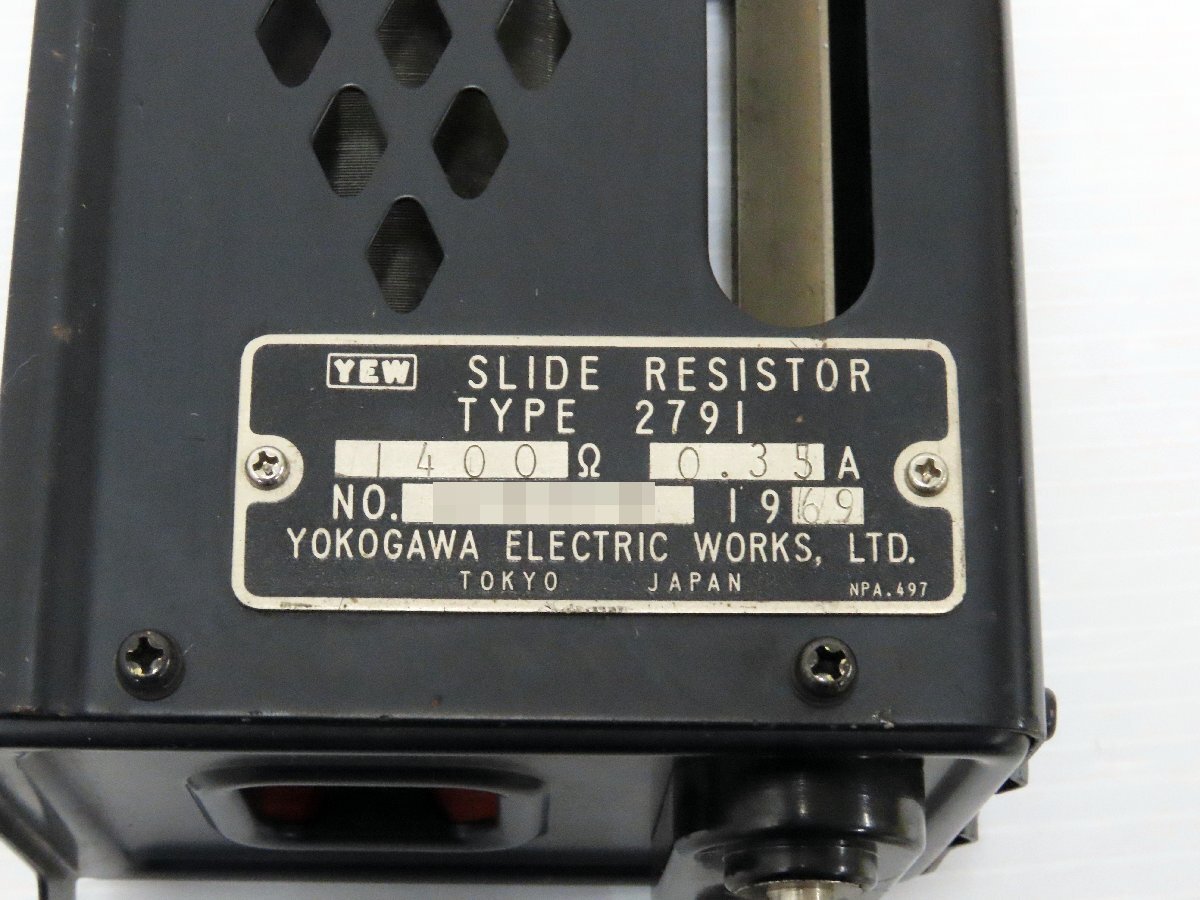 YEW SLIDE RESISTOR
TYPE 2791
1400 Ω 0.35 A
NO. 1969
YOKOGAWA ELECTRIC WORKS, LTD.
TOKYO JAPAN NPA.497